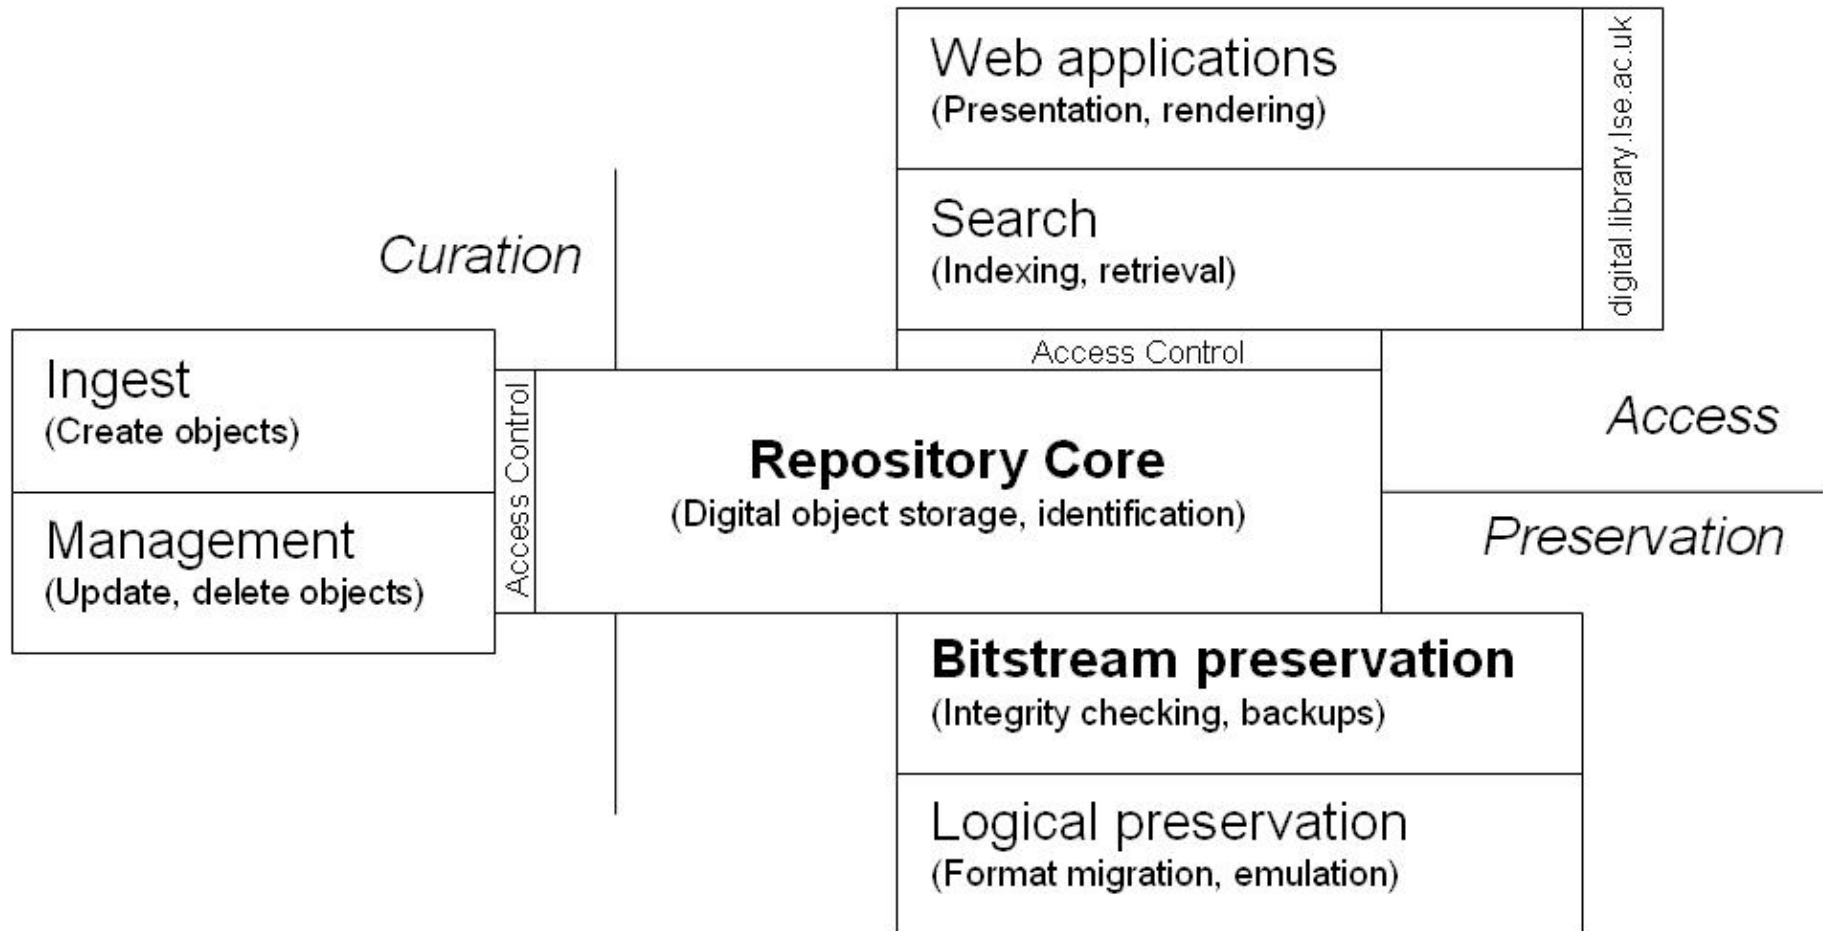 Web applications
(Presentation, rendering)
digital.library.lse.ac.uk
Search
(Indexing, retrieval)
Curation
Access Control
Ingest
(Create objects)
Management
(Update, delete objects)
Access Control
Repository Core
(Digital object storage, identification)
Access
Preservation
Bitstream preservation
(Integrity checking, backups)
Logical preservation
(Format migration, emulation)